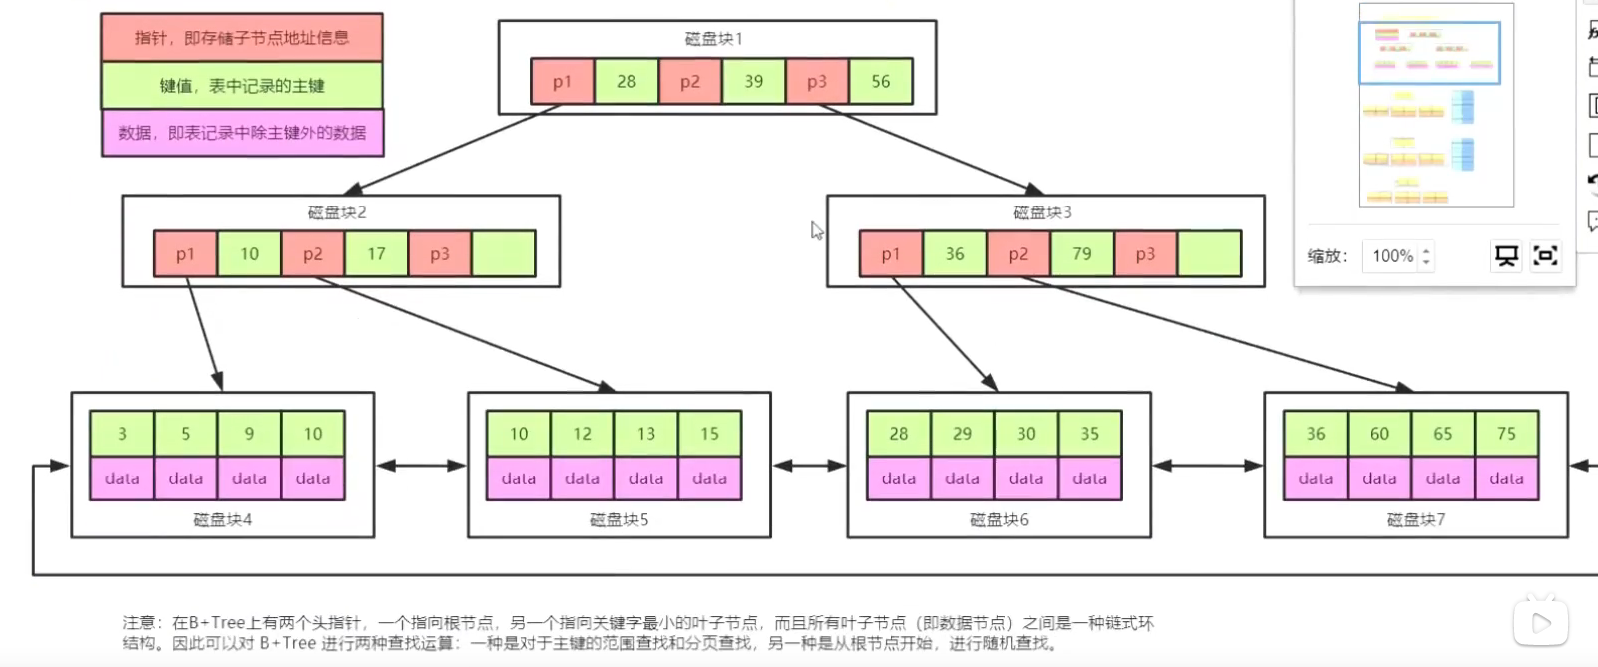 指针，即存储子节点地址信息
键值，表中记录的主键
数据，即表记录中除主键外的数据
磁盘块1
p1 28 p2 39 p3 56
磁盘块2
p1 10 p2 17 p3
磁盘块3
p1 36 p2 79 p3
缩放： 100%
3 5 9 10
data data data data
磁盘块4
10 12 13 15
data data data data
磁盘块5
28 29 30 35
data data data data
磁盘块6
36 60 65 75
data data data data
磁盘块7
注意：在B+Tree上有两个头指针，一个指向根节点，另一个指向关键字最小的叶子节点，而且所有叶子节点（即数据节点）之间是一种链式环
结构。因此可以对 B+Tree 进行两种查找运算：一种是对于主键的范围查找和分页查找，另一种是从根节点开始，进行随机查找。